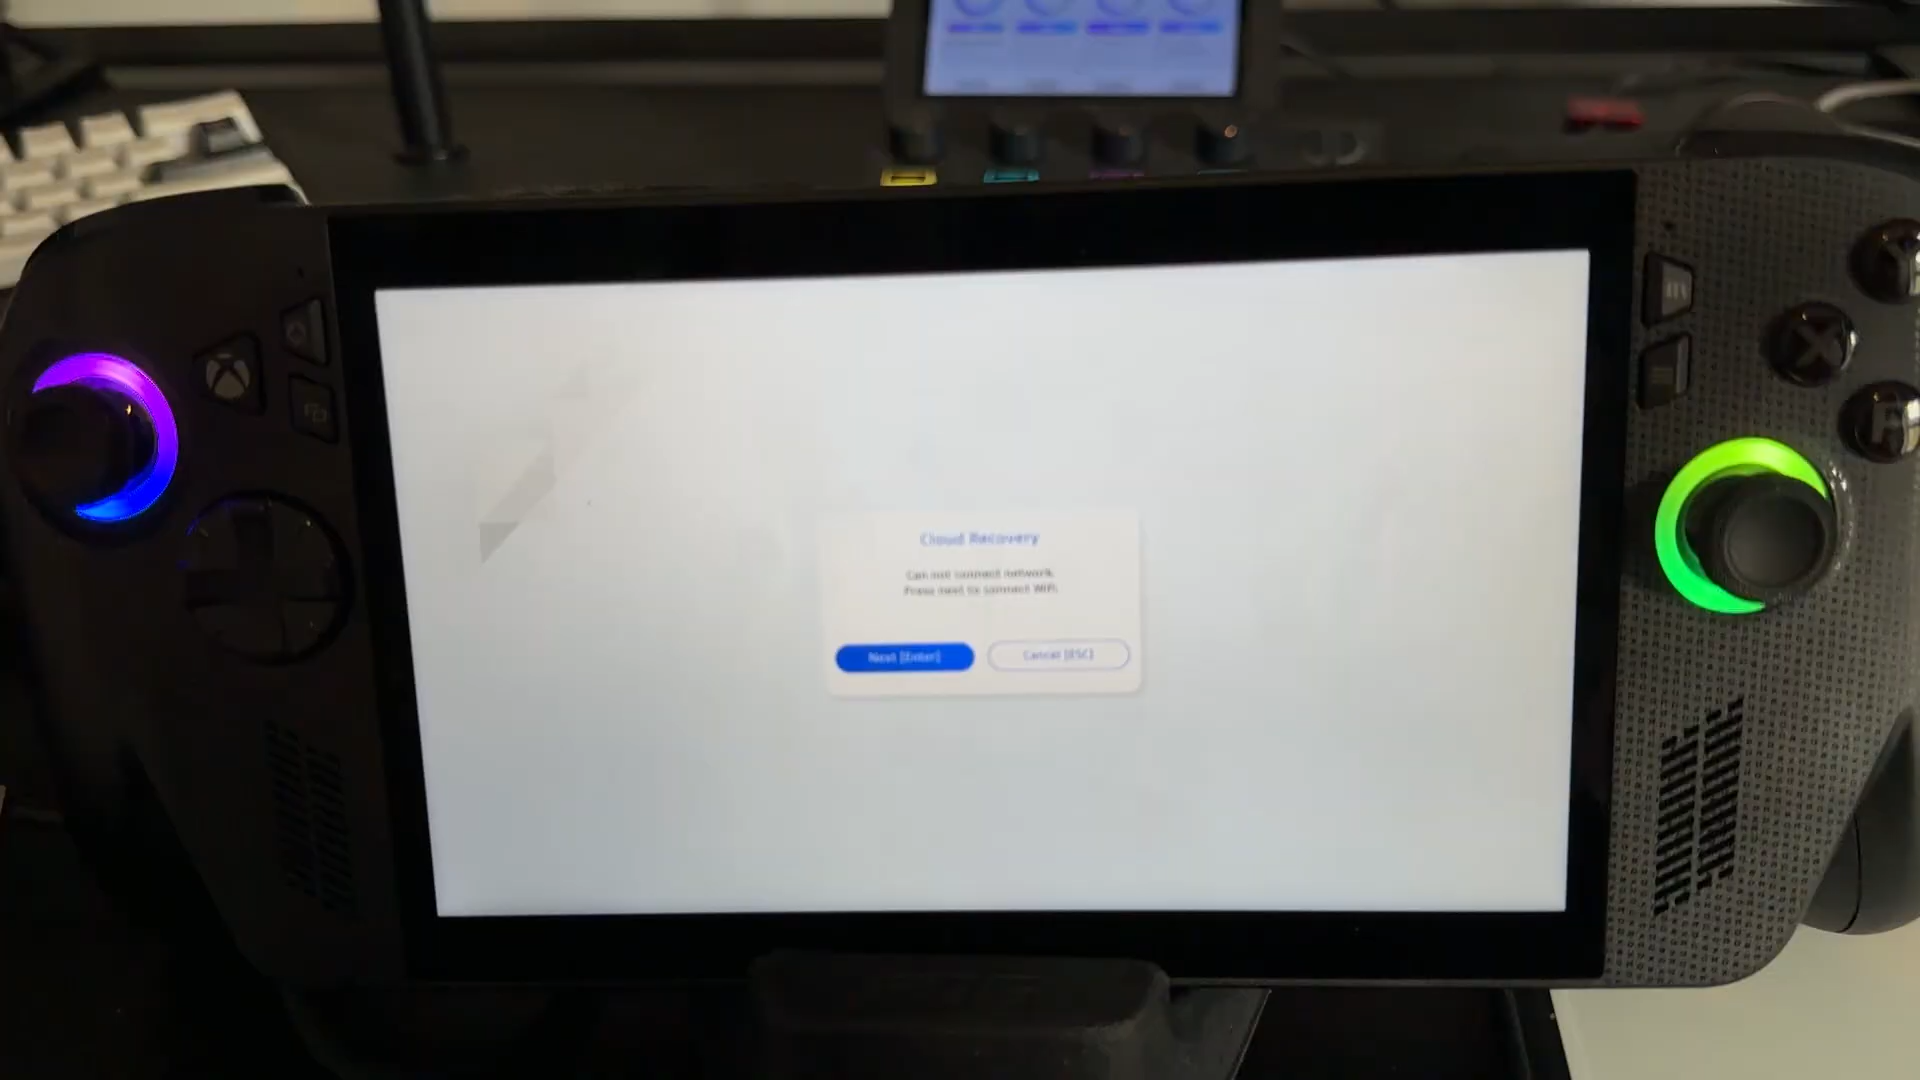 Cloud Recovery
Can not connect network.
Press next to connect WiFi.
Next [Enter]
Cancel [ESC]
X